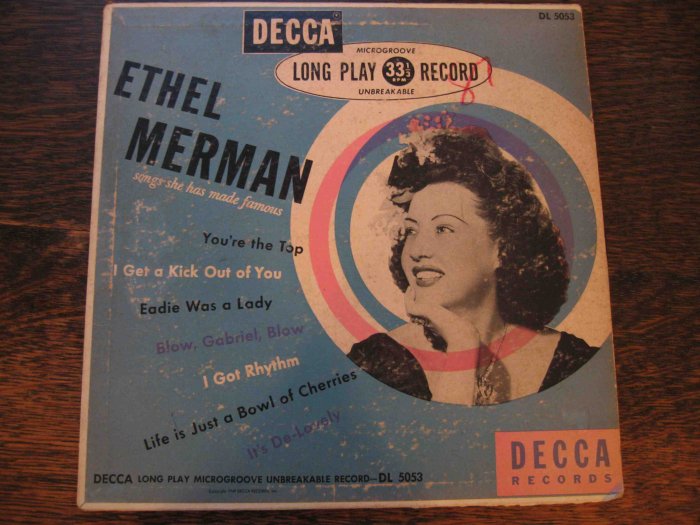 DECCA
DL 5053
MICROGROOVE
LONG PLAY 33 1/3 RPM RECORD
UNBREAKABLE
ETHEL
MERMAN
songs she has made famous
You're the Top
I Get a Kick Out of You
Eadie Was a Lady
Blow, Gabriel, Blow
I Got Rhythm
Life is Just a Bowl of Cherries
It's De-Lovely
DECCA
RECORDS
DECCA LONG PLAY MICROGROOVE UNBREAKABLE RECORD—DL 5053